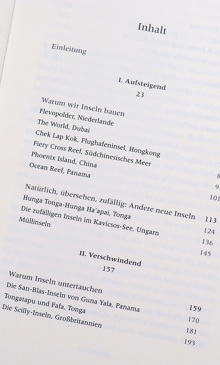 Inhalt
Einleitung
I. Aufsteigend
23
Warum wir Inseln bauen
Plevopolder, Niederlande
The World, Dubai
Chek Lap Kok, Flughafeninsel, Hongkong
Fiery Cross Reef, Südchinesisches Meer
Phoenix Island, China
Ocean Reef, Panama
Natürlich, übersehen, zufällig: Andere neue Inseln 113
Hunga Tonga-Hunga Ha'apai, Tonga 124
Die zufälligen Inseln im Kavicsos-See, Ungarn 136
Müllinseln 145
II. Verschwindend
157
Warum Inseln untertauchen 159
Die San-Blas-Inseln von Guna Yala, Panama 170
Tongatapu und Fafa, Tonga 181
Die Scilly-Inseln, Großbritannien 193